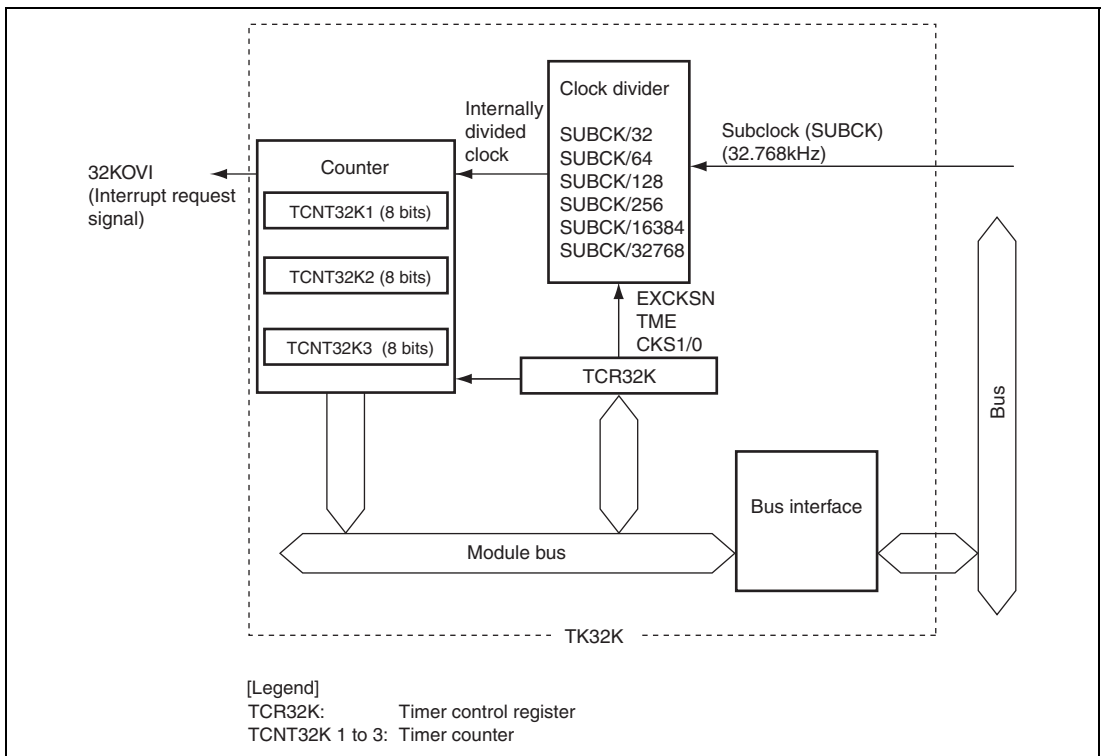 Clock divider
SUBCK/32
SUBCK/64
SUBCK/128
SUBCK/256
SUBCK/16384
SUBCK/32768
Internally
divided
clock
Subclock (SUBCK)
(32.768kHz)
32KOVI
(Interrupt request
signal)
Counter
TCNT32K1 (8 bits)
TCNT32K2 (8 bits)
TCNT32K3 (8 bits)
EXCKSN
TME
CKS1/0
TCR32K
Bus
Bus interface
Module bus
TK32K
[Legend]
TCR32K: Timer control register
TCNT32K 1 to 3: Timer counter